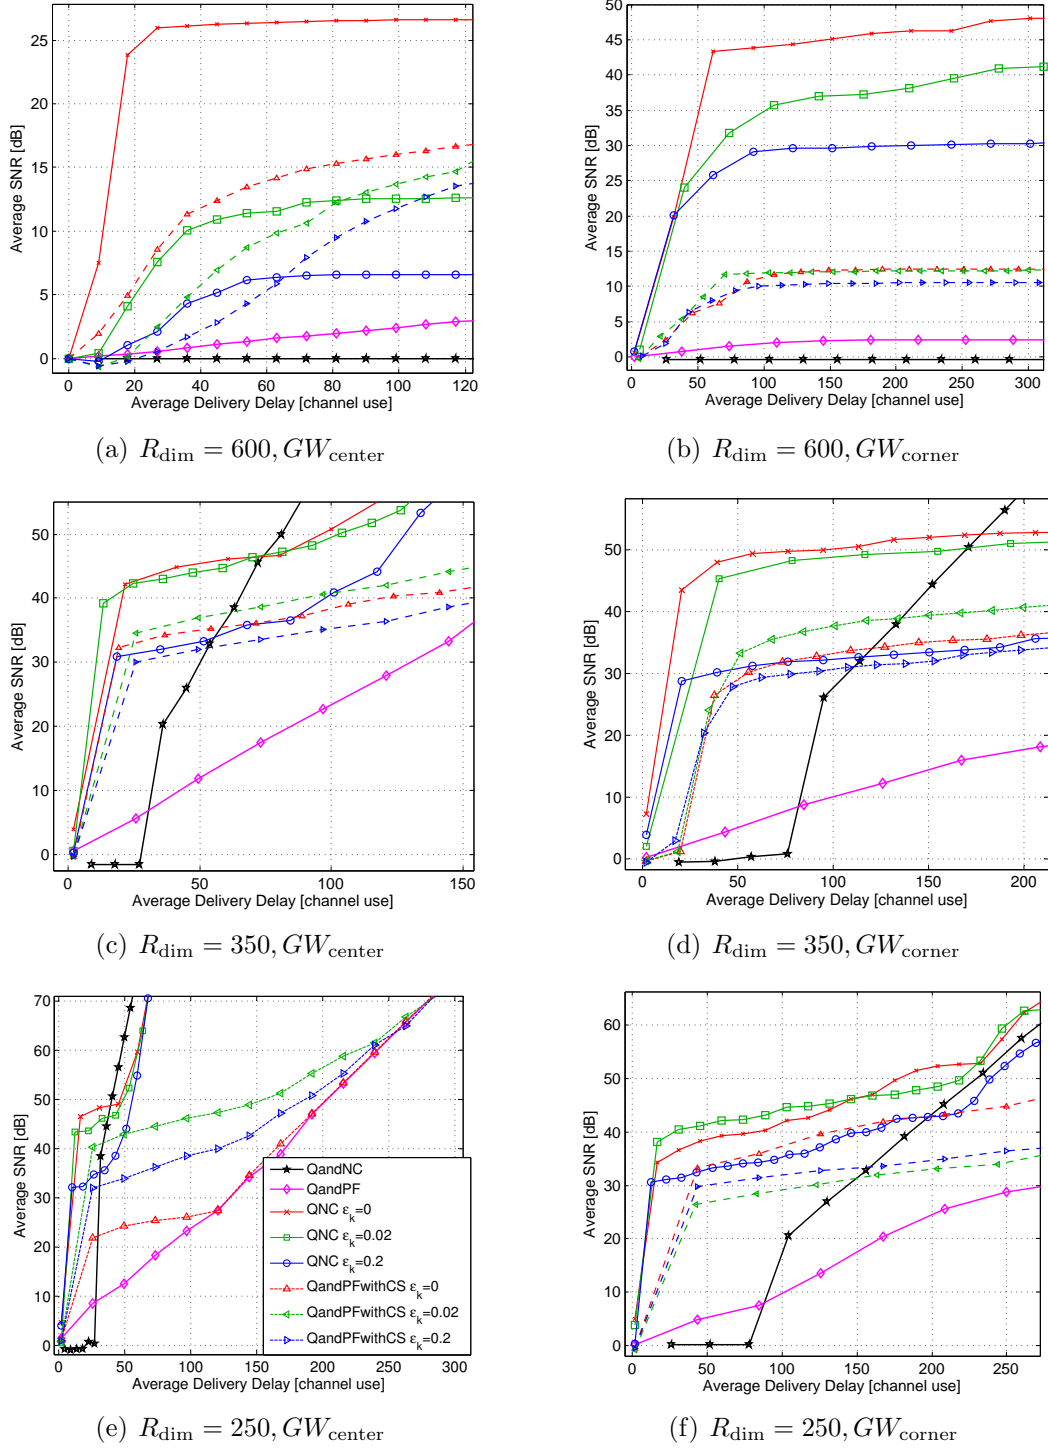 25
20
15
10
5
0
0 20 40 60 80 100 120
Average SNR [dB]
Average Delivery Delay [channel use]
(a) R_dim = 600, GW_center
50
45
40
35
30
25
20
15
10
5
0
0 50 100 150 200 250 300
Average SNR [dB]
Average Delivery Delay [channel use]
(b) R_dim = 600, GW_corner
50
40
30
20
10
0
0 50 100 150
Average SNR [dB]
Average Delivery Delay [channel use]
(c) R_dim = 350, GW_center
50
40
30
20
10
0
0 50 100 150 200
Average SNR [dB]
Average Delivery Delay [channel use]
(d) R_dim = 350, GW_corner
70
60
50
40
30
20
10
0
0 50 100 150 200 250 300
Average SNR [dB]
Average Delivery Delay [channel use]
QandNC
QandPF
QNC ε_k=0
QNC ε_k=0.02
QNC ε_k=0.2
QandPFwithCS ε_k=0
QandPFwithCS ε_k=0.02
QandPFwithCS ε_k=0.2
(e) R_dim = 250, GW_center
60
50
40
30
20
10
0
0 50 100 150 200 250
Average SNR [dB]
Average Delivery Delay [channel use]
(f) R_dim = 250, GW_corner